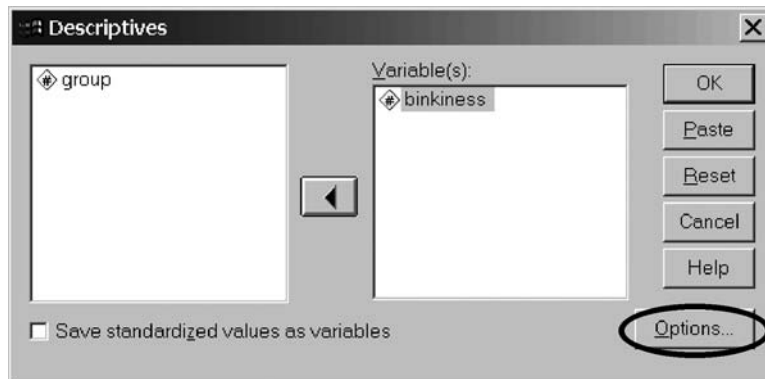 Descriptives
group
Variable(s):
binkiness
OK
Paste
Reset
Cancel
Help
Save standardized values as variables
Options...